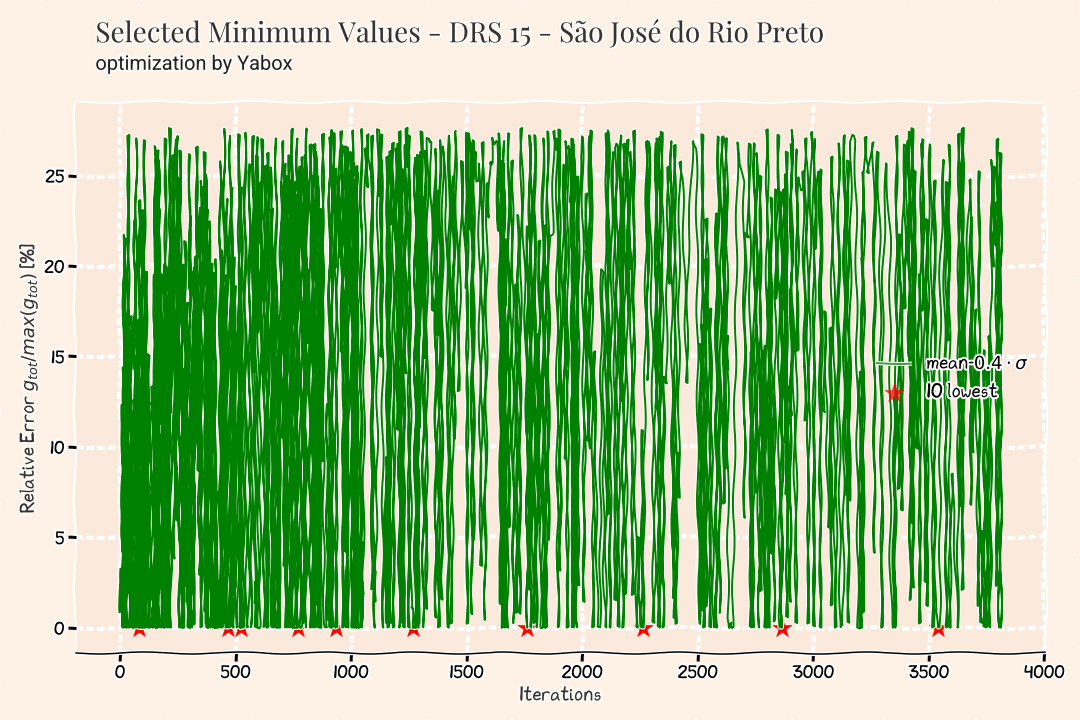 Selected Minimum Values - DRS 15 - São José do Rio Preto
optimization by Yabox
Relative Error g_tot/max(g_tot) [%]
25
20
15
10
5
0
mean-0.4·σ
10 lowest
0 500 1000 1500 2000 2500 3000 3500 4000
Iterations